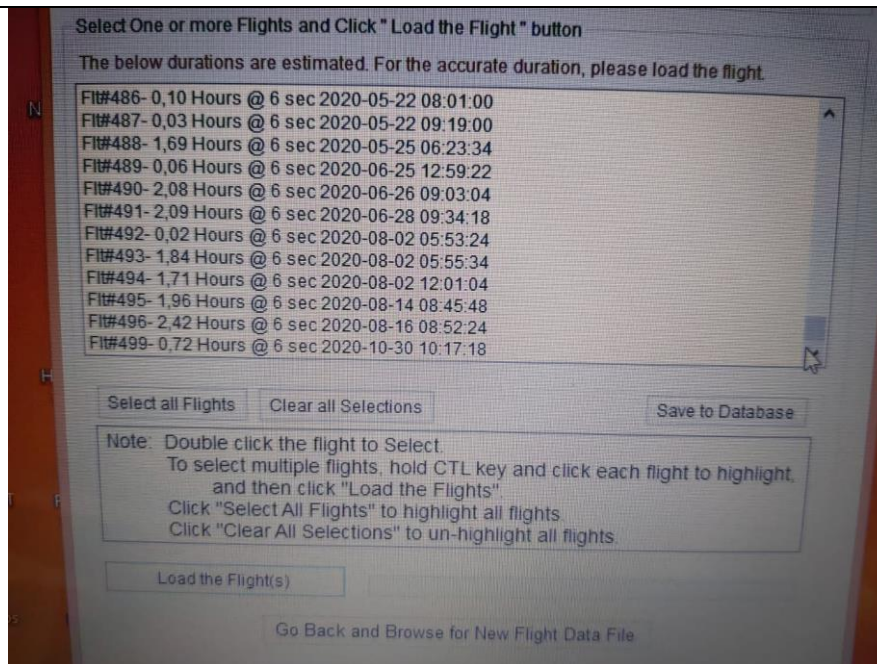 Select One or more Flights and Click " Load the Flight " button
The below durations are estimated. For the accurate duration, please load the flight.
Flt#486- 0,10 Hours @ 6 sec 2020-05-22 08:01:00
Flt#487- 0,03 Hours @ 6 sec 2020-05-22 09:19:00
Flt#488- 1,69 Hours @ 6 sec 2020-05-25 06:23:34
Flt#489- 0,06 Hours @ 6 sec 2020-06-25 12:59:22
Flt#490- 2,08 Hours @ 6 sec 2020-06-26 09:03:04
Flt#491- 2,09 Hours @ 6 sec 2020-06-28 09:34:18
Flt#492- 0,02 Hours @ 6 sec 2020-08-02 05:53:24
Flt#493- 1,84 Hours @ 6 sec 2020-08-02 05:55:34
Flt#494- 1,71 Hours @ 6 sec 2020-08-02 12:01:04
Flt#495- 1,96 Hours @ 6 sec 2020-08-14 08:45:48
Flt#496- 2,42 Hours @ 6 sec 2020-08-16 08:52:24
Flt#499- 0,72 Hours @ 6 sec 2020-10-30 10:17:18
Select all Flights Clear all Selections Save to Database
Note: Double click the flight to Select.
To select multiple flights, hold CTL key and click each flight to highlight,
and then click "Load the Flights".
Click "Select All Flights" to highlight all flights.
Click "Clear All Selections" to un-highlight all flights.
Load the Flight(s)
Go Back and Browse for New Flight Data File